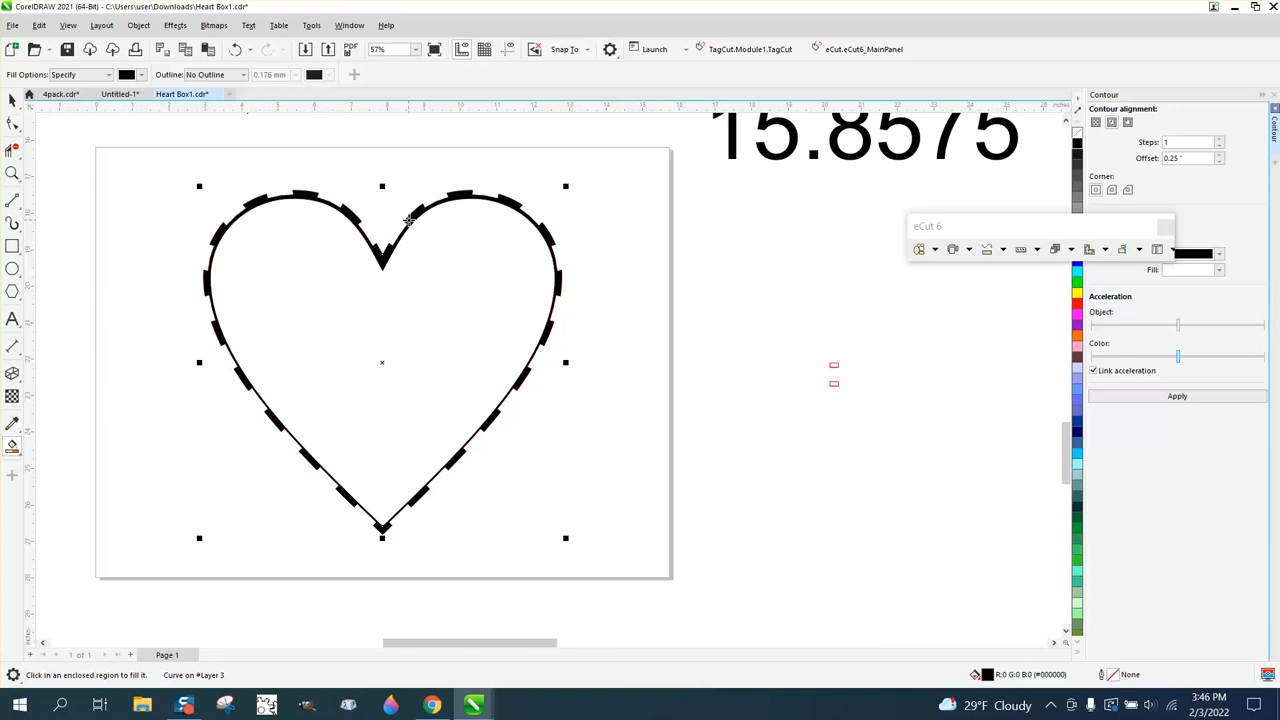 CorelDRAW 2021 (64-Bit) - C:\Users\user\Downloads\Heart Box1.cdr*
File Edit View Layout Object Effects Bitmaps Text Table Tools Window Help
PDF 57% Snap To Launch TagCut.Module1.TagCut eCut.eCut6_MainPanel
Fill Options: Specify Outline: No Outline 0.176 mm
4pack.cdr* Untitled-1* Heart Box1.cdr*
Contour
Contour alignment:
Steps: 1
Offset: 0.25 "
Corner:
15.8575
eCut 6
Fill:
Acceleration
Object:
Color:
Link acceleration
Apply
Contour
1 of 1 Page 1
Click in an enclosed region to fill it. Curve on #Layer 3 R:0 G:0 B:0 (#000000) None
29°F Cloudy 3:46 PM
2/3/2022